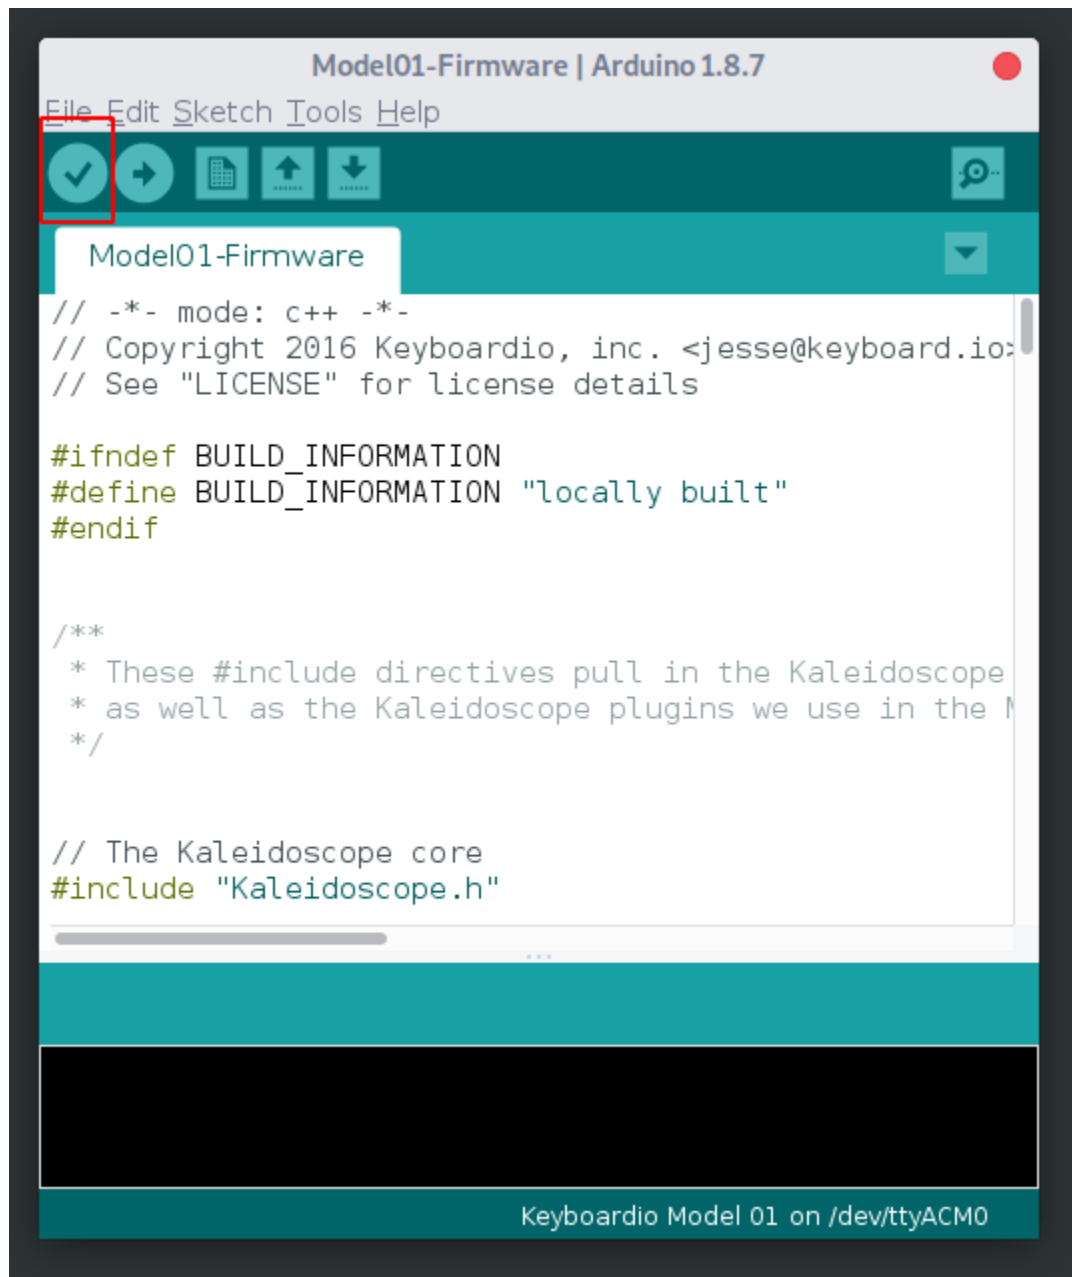 Model01-Firmware | Arduino 1.8.7
File Edit Sketch Tools Help
Model01-Firmware
// -*- mode: c++ -*-
// Copyright 2016 Keyboardio, inc. <jesse@keyboard.io>
// See "LICENSE" for license details
#ifndef BUILD_INFORMATION
#define BUILD_INFORMATION "locally built"
#endif
/**
* These #include directives pull in the Kaleidoscope
* as well as the Kaleidoscope plugins we use in the
*/
// The Kaleidoscope core
#include "Kaleidoscope.h"
Keyboardio Model 01 on /dev/ttyACM0